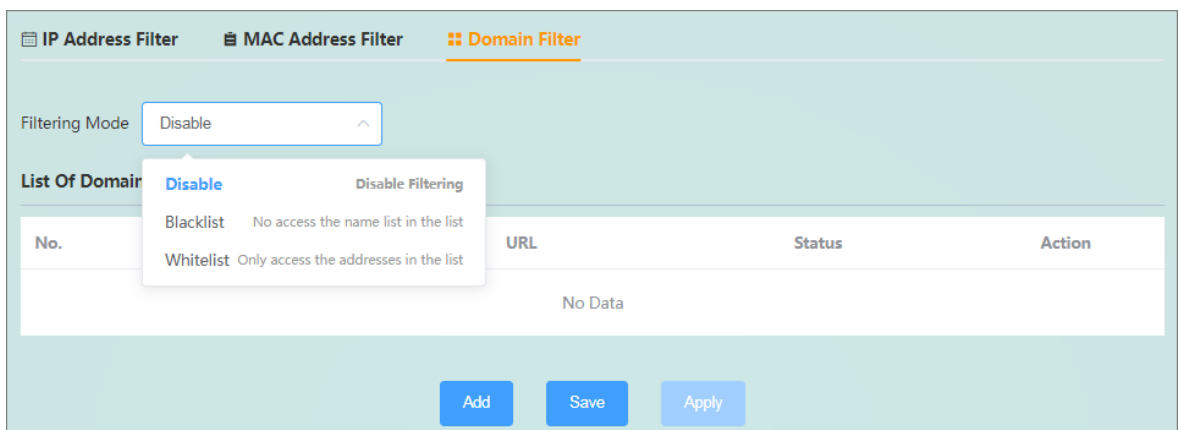 IP Address Filter MAC Address Filter Domain Filter
Filtering Mode Disable
Disable Disable Filtering
Blacklist No access the name list in the list
Whitelist Only access the addresses in the list
List Of Domain
No. URL Status Action
No Data
Add Save Apply